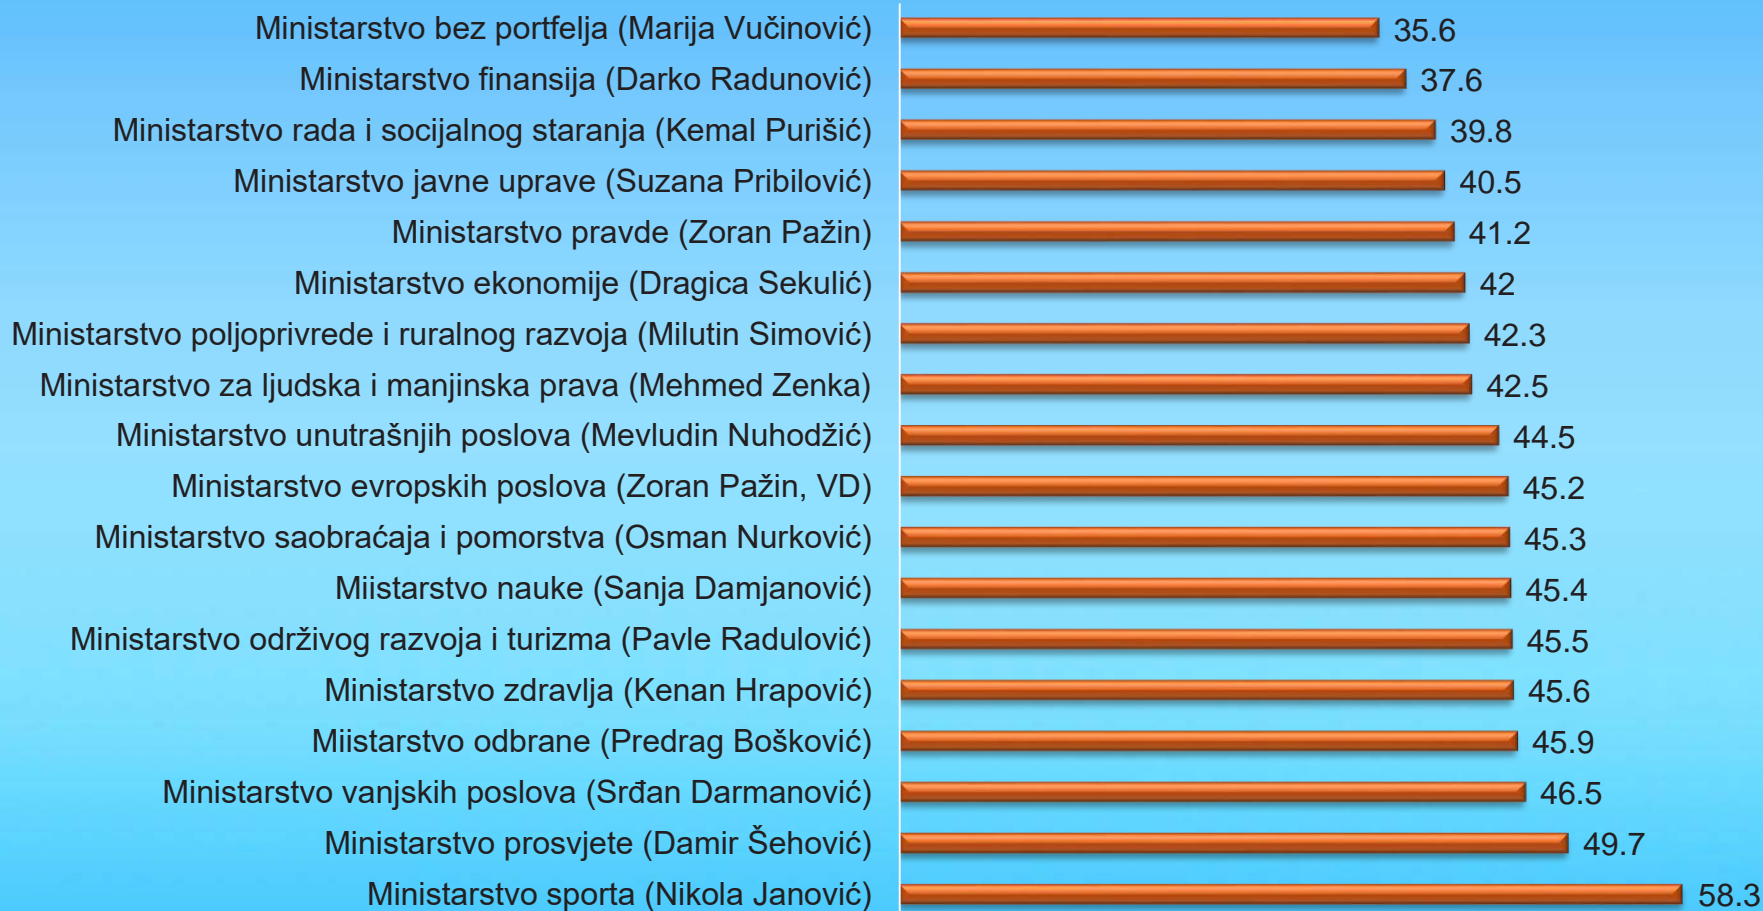 Ministarstvo bez portfelja (Marija Vučinović) 35.6
Ministarstvo finansija (Darko Radunović) 37.6
Ministarstvo rada i socijalnog staranja (Kemal Purišić) 39.8
Ministarstvo javne uprave (Suzana Pribilović) 40.5
Ministarstvo pravde (Zoran Pažin) 41.2
Ministarstvo ekonomije (Dragica Sekulić) 42
Ministarstvo poljoprivrede i ruralnog razvoja (Milutin Simović) 42.3
Ministarstvo za ljudska i manjinska prava (Mehmed Zenka) 42.5
Ministarstvo unutrašnjih poslova (Mevludin Nuhodžić) 44.5
Ministarstvo evropskih poslova (Zoran Pažin, VD) 45.2
Ministarstvo saobraćaja i pomorstva (Osman Nurković) 45.3
Miistarstvo nauke (Sanja Damjanović) 45.4
Ministarstvo održivog razvoja i turizma (Pavle Radulović) 45.5
Ministarstvo zdravlja (Kenan Hrapović) 45.6
Miistarstvo odbrane (Predrag Bošković) 45.9
Ministarstvo vanjskih poslova (Srđan Darmanović) 46.5
Ministarstvo prosvjete (Damir Šehović) 49.7
Ministarstvo sporta (Nikola Janović) 58.3